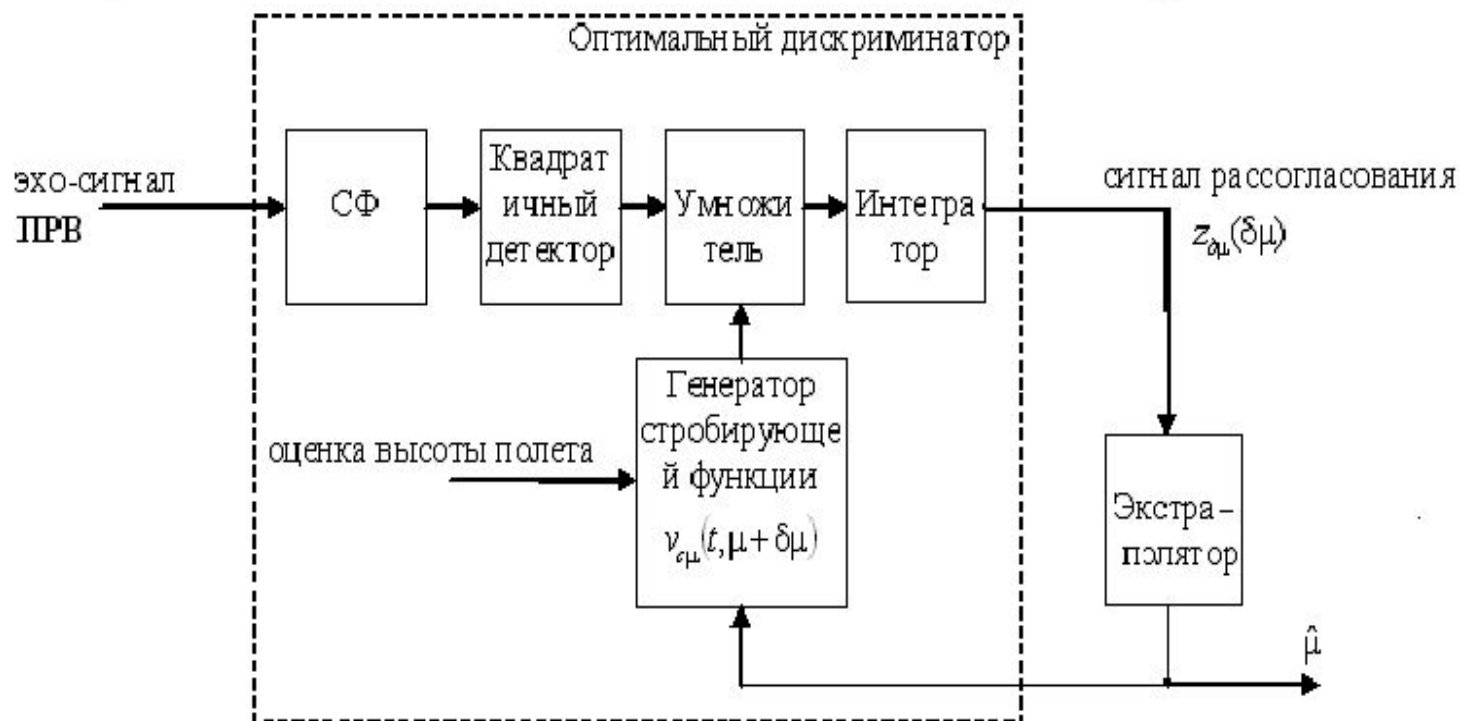 Оптимальный дискриминатор
эхо-сигнал
ПРВ
СФ
Квадрат
ичный
детектор
Умножи
тель
Интегра
тор
сигнал рассогласования
z_δμ(δμ)
оценка высоты полета
Генератор
стробирующе
й функции
v_cμ(t, μ + δμ)
Экстра –
полятор
μ̂